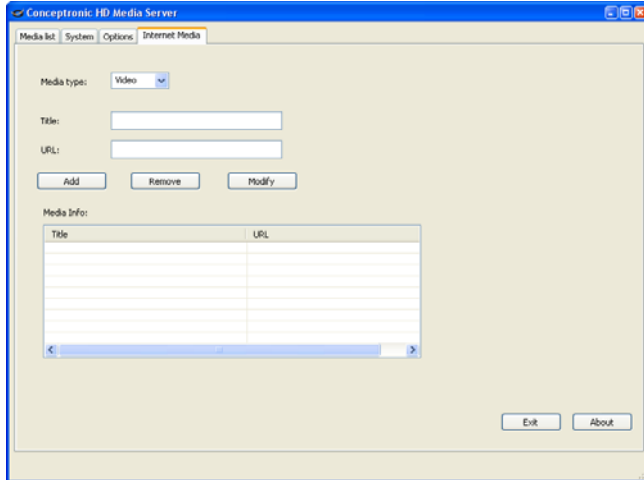 Conceptronic HD Media Server
Media list System Options Internet Media
Media type: Video
Title:
URL:
Add Remove Modify
Media Info:
Title URL
Exit About